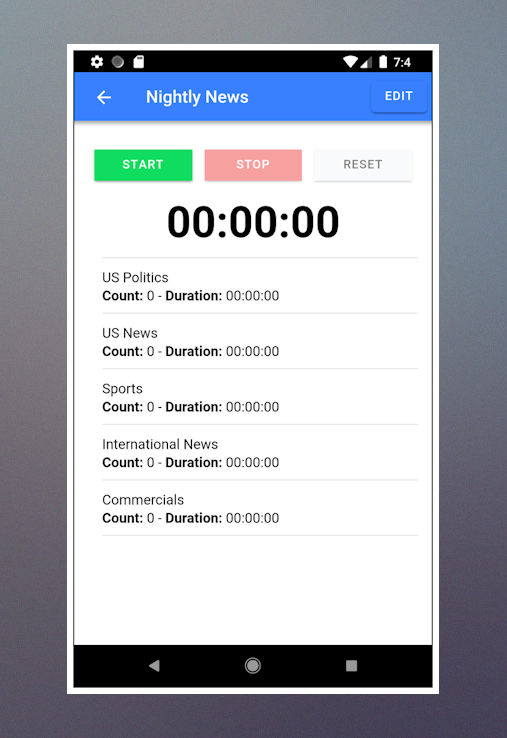 7:4
Nightly News
EDIT
START STOP RESET
00:00:00
US Politics
Count: 0 - Duration: 00:00:00
US News
Count: 0 - Duration: 00:00:00
Sports
Count: 0 - Duration: 00:00:00
International News
Count: 0 - Duration: 00:00:00
Commercials
Count: 0 - Duration: 00:00:00